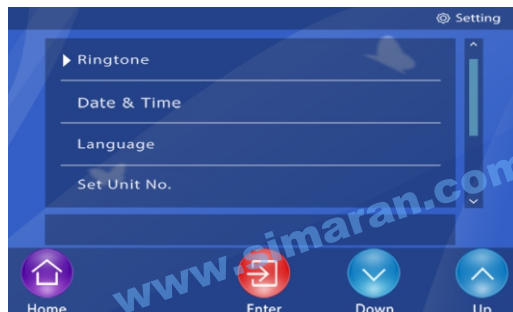 Setting
Ringtone
Date & Time
Language
Set Unit No.
www.simaran.com
Home
Enter
Down
Up